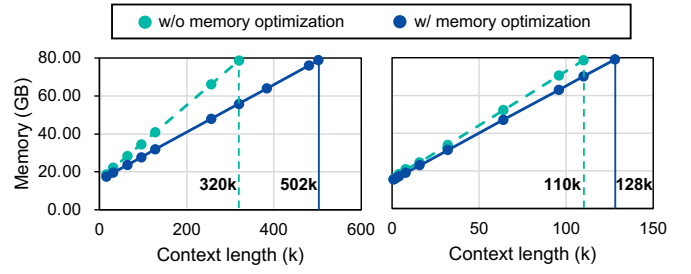 w/o memory optimization w/ memory optimization
Memory (GB)
80.00
60.00
40.00
20.00
0.00
320k 502k
0 200 400 600
Context length (k)
110k 128k
0 50 100 150
Context length (k)